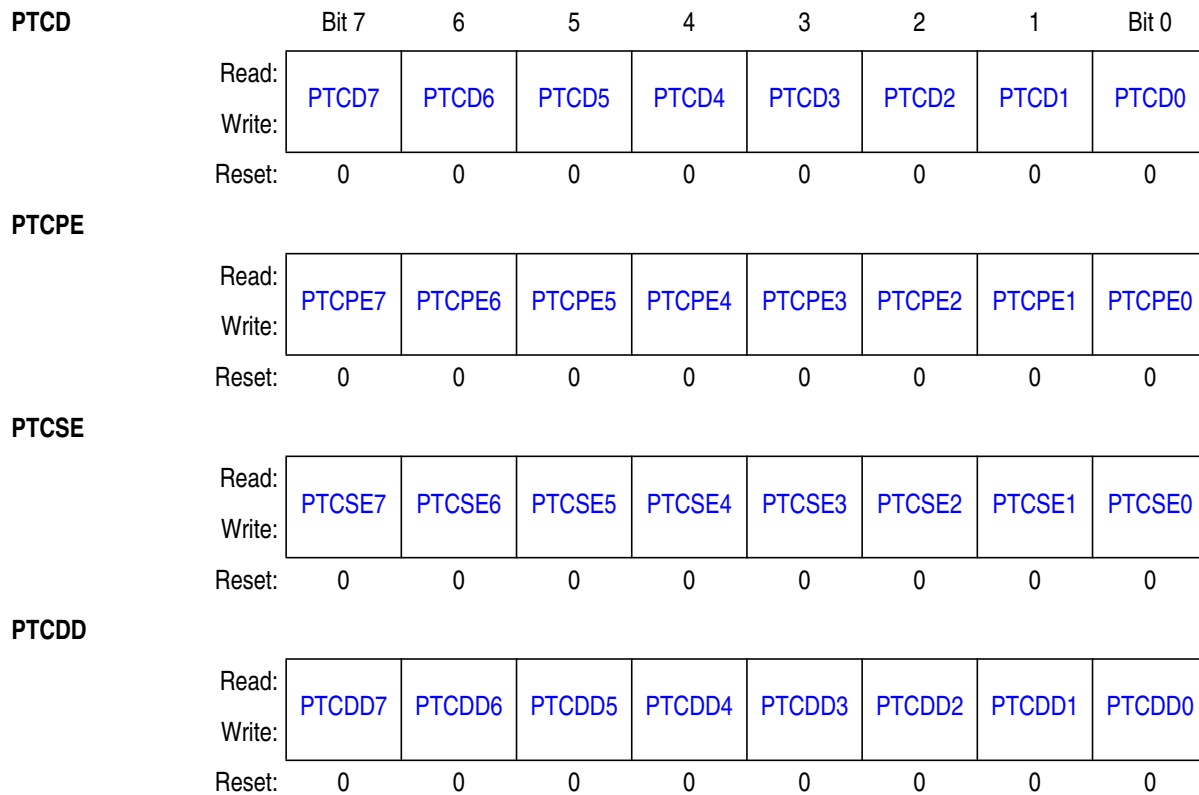 PTCD Bit 7 6 5 4 3 2 1 Bit 0
Read:
PTCD7 PTCD6 PTCD5 PTCD4 PTCD3 PTCD2 PTCD1 PTCD0
Write:
Reset: 0 0 0 0 0 0 0 0
PTCPE
Read:
PTCPE7 PTCPE6 PTCPE5 PTCPE4 PTCPE3 PTCPE2 PTCPE1 PTCPE0
Write:
Reset: 0 0 0 0 0 0 0 0
PTCSE
Read:
PTCSE7 PTCSE6 PTCSE5 PTCSE4 PTCSE3 PTCSE2 PTCSE1 PTCSE0
Write:
Reset: 0 0 0 0 0 0 0 0
PTCDD
Read:
PTCDD7 PTCDD6 PTCDD5 PTCDD4 PTCDD3 PTCDD2 PTCDD1 PTCDD0
Write:
Reset: 0 0 0 0 0 0 0 0